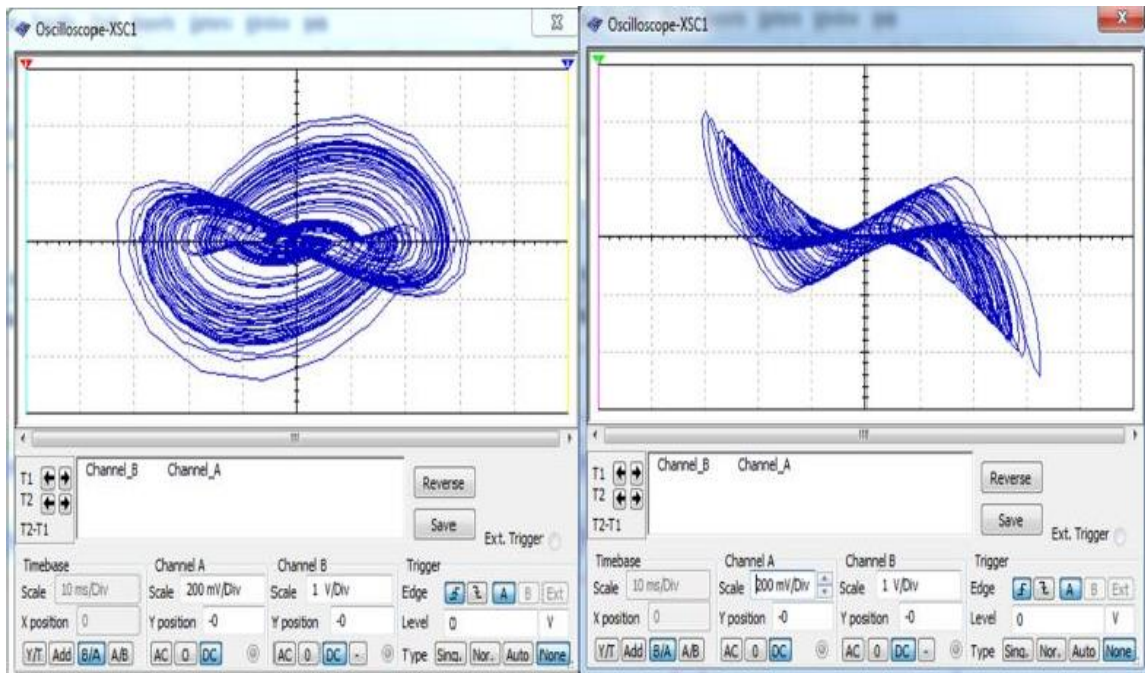 Oscilloscope-XSC1
T1
T2
T2-T1
Channel_B Channel_A
Reverse
Save
Ext. Trigger
Timebase
Scale 10 ms/Div
X position 0
Y/T Add B/A A/B
Channel A
Scale 200 mV/Div
Y position -0
AC 0 DC
Channel B
Scale 1 V/Div
Y position -0
AC 0 DC -
Trigger
Edge A B Ext
Level 0 V
Type Sing. Nor. Auto None
Oscilloscope-XSC1
T1
T2
T2-T1
Channel_B Channel_A
Reverse
Save
Ext. Trigger
Timebase
Scale 10 ms/Div
X position 0
Y/T Add B/A A/B
Channel A
Scale 200 mV/Div
Y position -0
AC 0 DC
Channel B
Scale 1 V/Div
Y position -0
AC 0 DC -
Trigger
Edge A B Ext
Level 0 V
Type Sing. Nor. Auto None